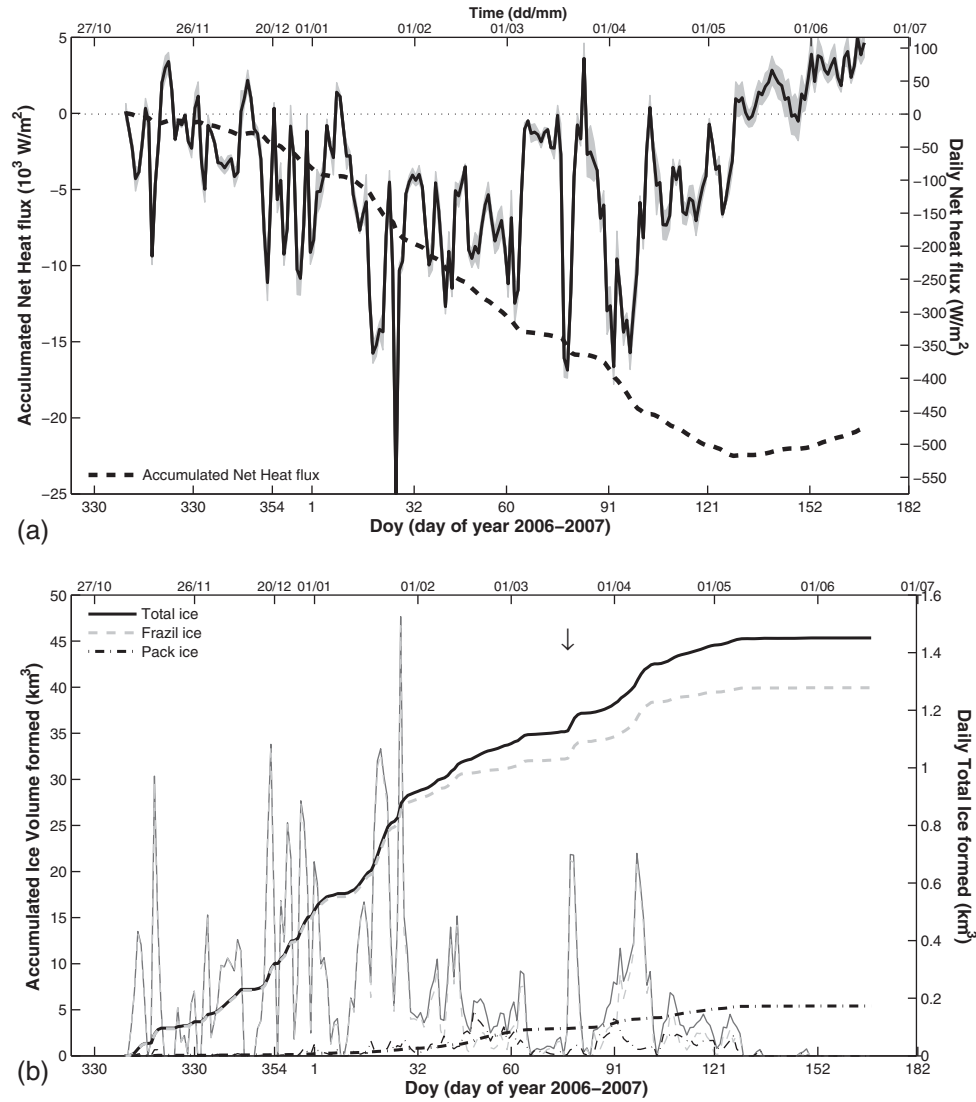 Time (dd/mm)
27/10 26/11 20/12 01/01 01/02 01/03 01/04 01/05 01/06 01/07
5
0
−5
−10
−15
−20
−25
Acculumated Net Heat flux (10³ W/m²)
100
50
0
−50
−100
−150
−200
−250
−300
−350
−400
−450
−500
−550
Daily Net heat flux (W/m²)
Accumulated Net Heat flux
330 330 354 1 32 60 91 121 152 182
Doy (day of year 2006−2007)
(a)
27/10 26/11 20/12 01/01 01/02 01/03 01/04 01/05 01/06 01/07
50
45
40
35
30
25
20
15
10
5
0
Accumulated Ice Volume formed (km³)
Total ice
Frazil ice
Pack ice
↓
1.6
1.4
1.2
1
0.8
0.6
0.4
0.2
0
Daily Total Ice formed (km³)
330 330 354 1 32 60 91 121 152 182
Doy (day of year 2006−2007)
(b)